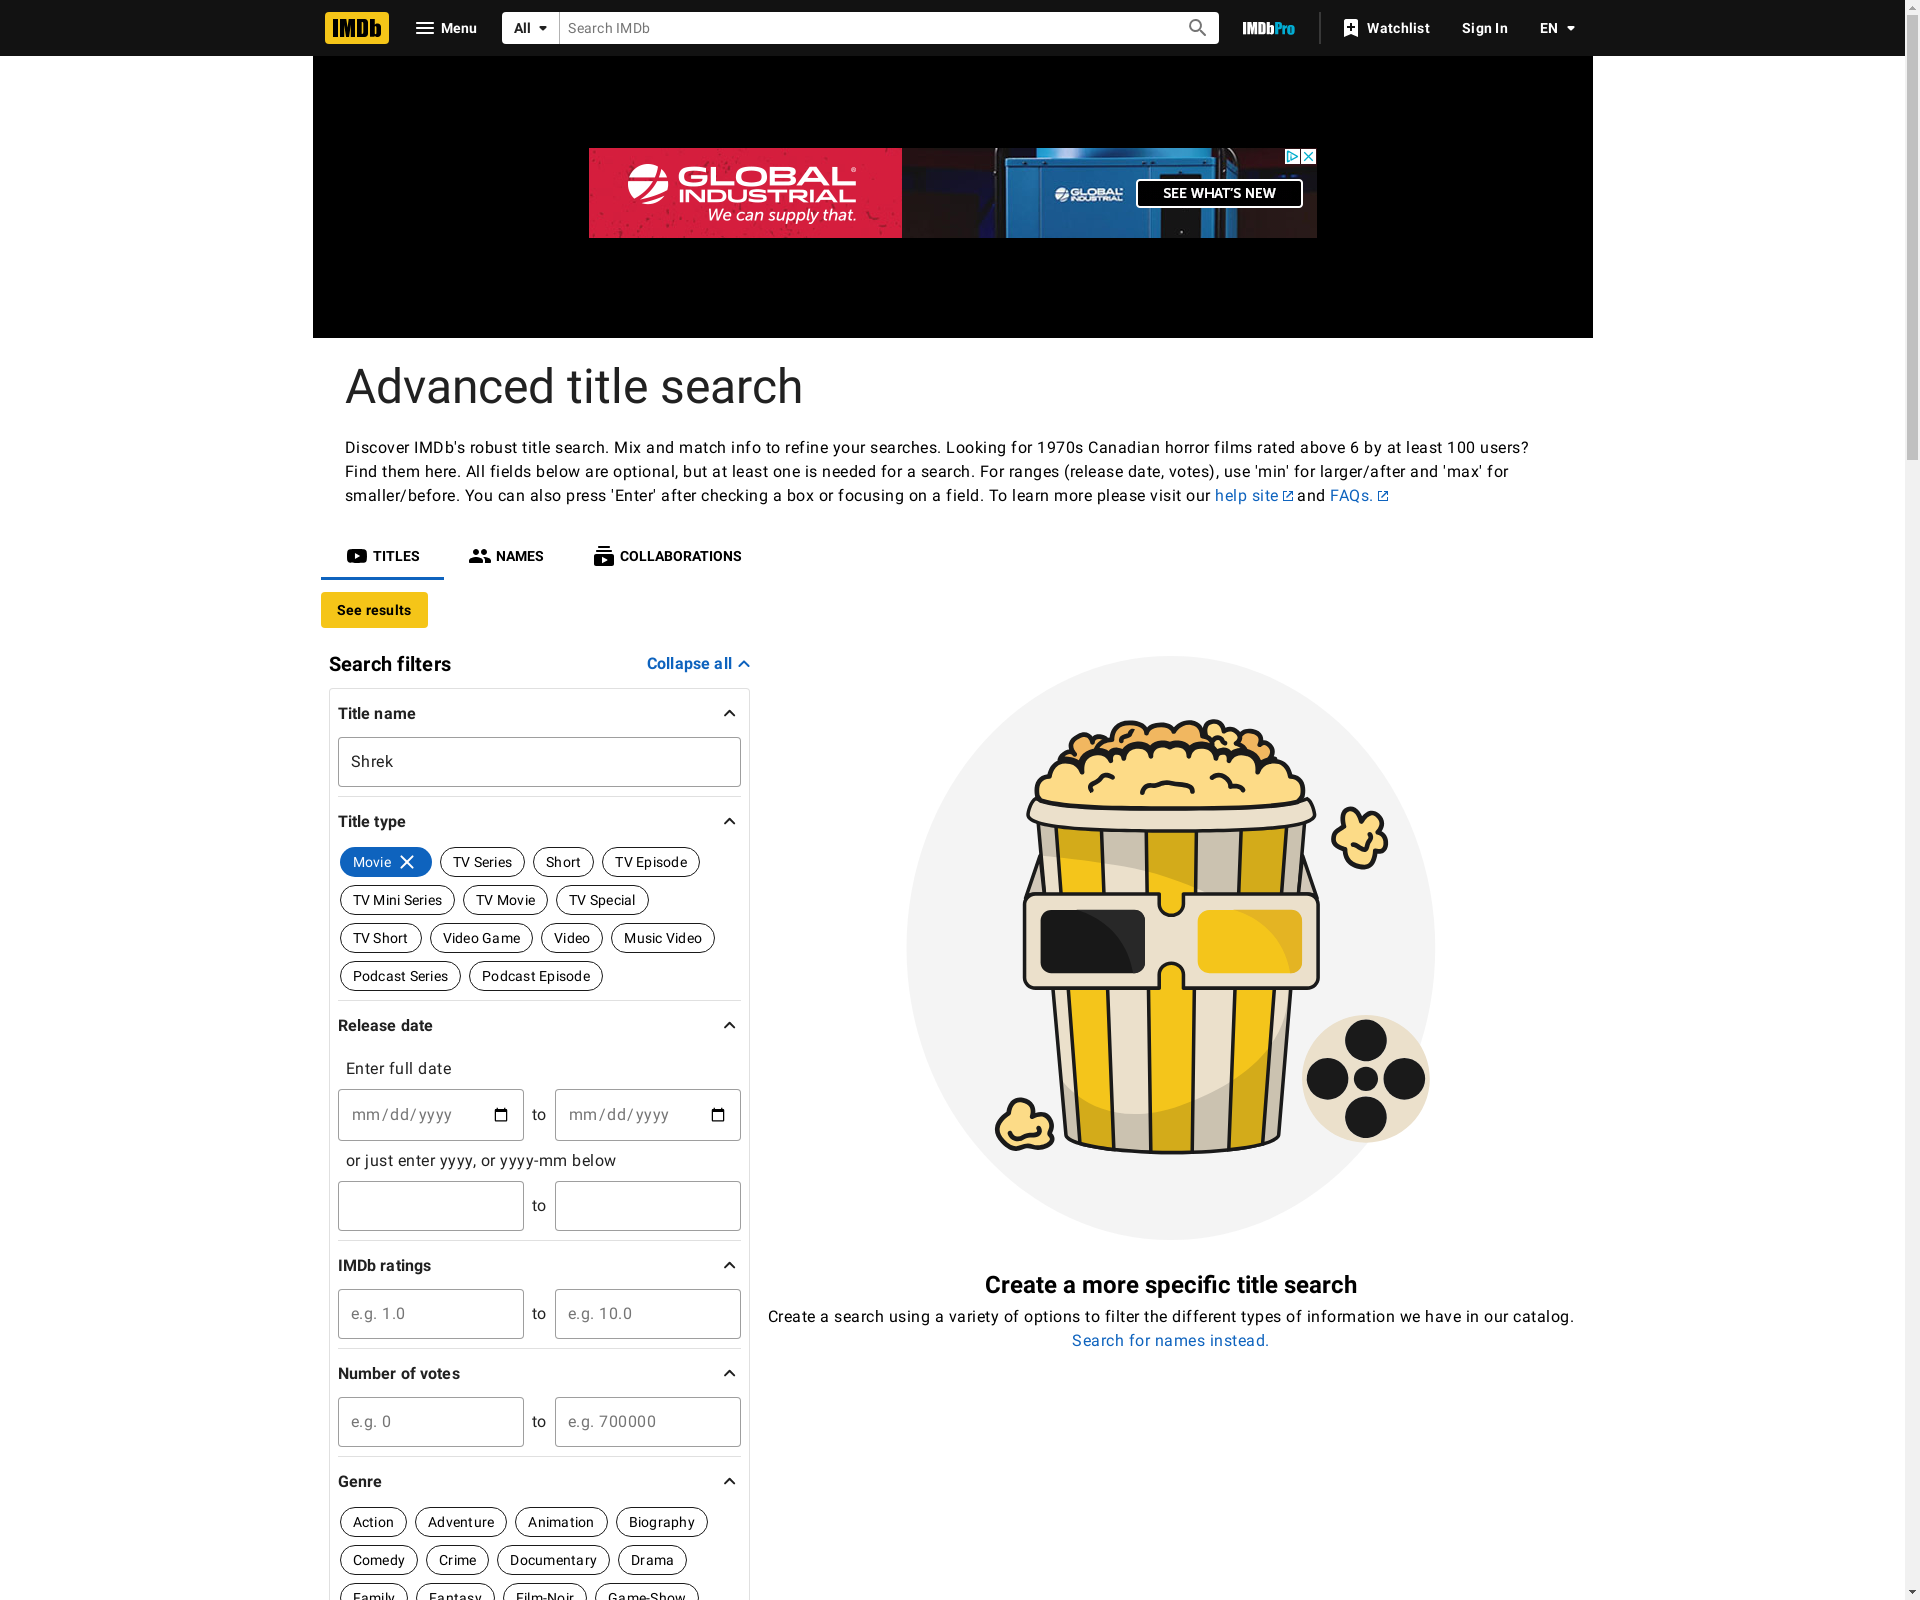 IMDb Menu All Search IMDb IMDbPro Watchlist Sign In EN
GLOBAL INDUSTRIAL
We can supply that.
GLOBAL INDUSTRIAL
SEE WHAT'S NEW
Advanced title search
Discover IMDb's robust title search. Mix and match info to refine your searches. Looking for 1970s Canadian horror films rated above 6 by at least 100 users?
Find them here. All fields below are optional, but at least one is needed for a search. For ranges (release date, votes), use 'min' for larger/after and 'max' for
smaller/before. You can also press 'Enter' after checking a box or focusing on a field. To learn more please visit our help site and FAQs.
TITLES NAMES COLLABORATIONS
See results
Search filters Collapse all
Title name
Shrek
Title type
Movie TV Series Short TV Episode
TV Mini Series TV Movie TV Special
TV Short Video Game Video Music Video
Podcast Series Podcast Episode
Release date
Enter full date
mm/dd/yyyy to mm/dd/yyyy
or just enter yyyy, or yyyy-mm below
to
IMDb ratings
e.g. 1.0 to e.g. 10.0
Number of votes
e.g. 0 to e.g. 700000
Genre
Action Adventure Animation Biography
Comedy Crime Documentary Drama
Family Fantasy Film-Noir Game-Show
Create a more specific title search
Create a search using a variety of options to filter the different types of information we have in our catalog.
Search for names instead.